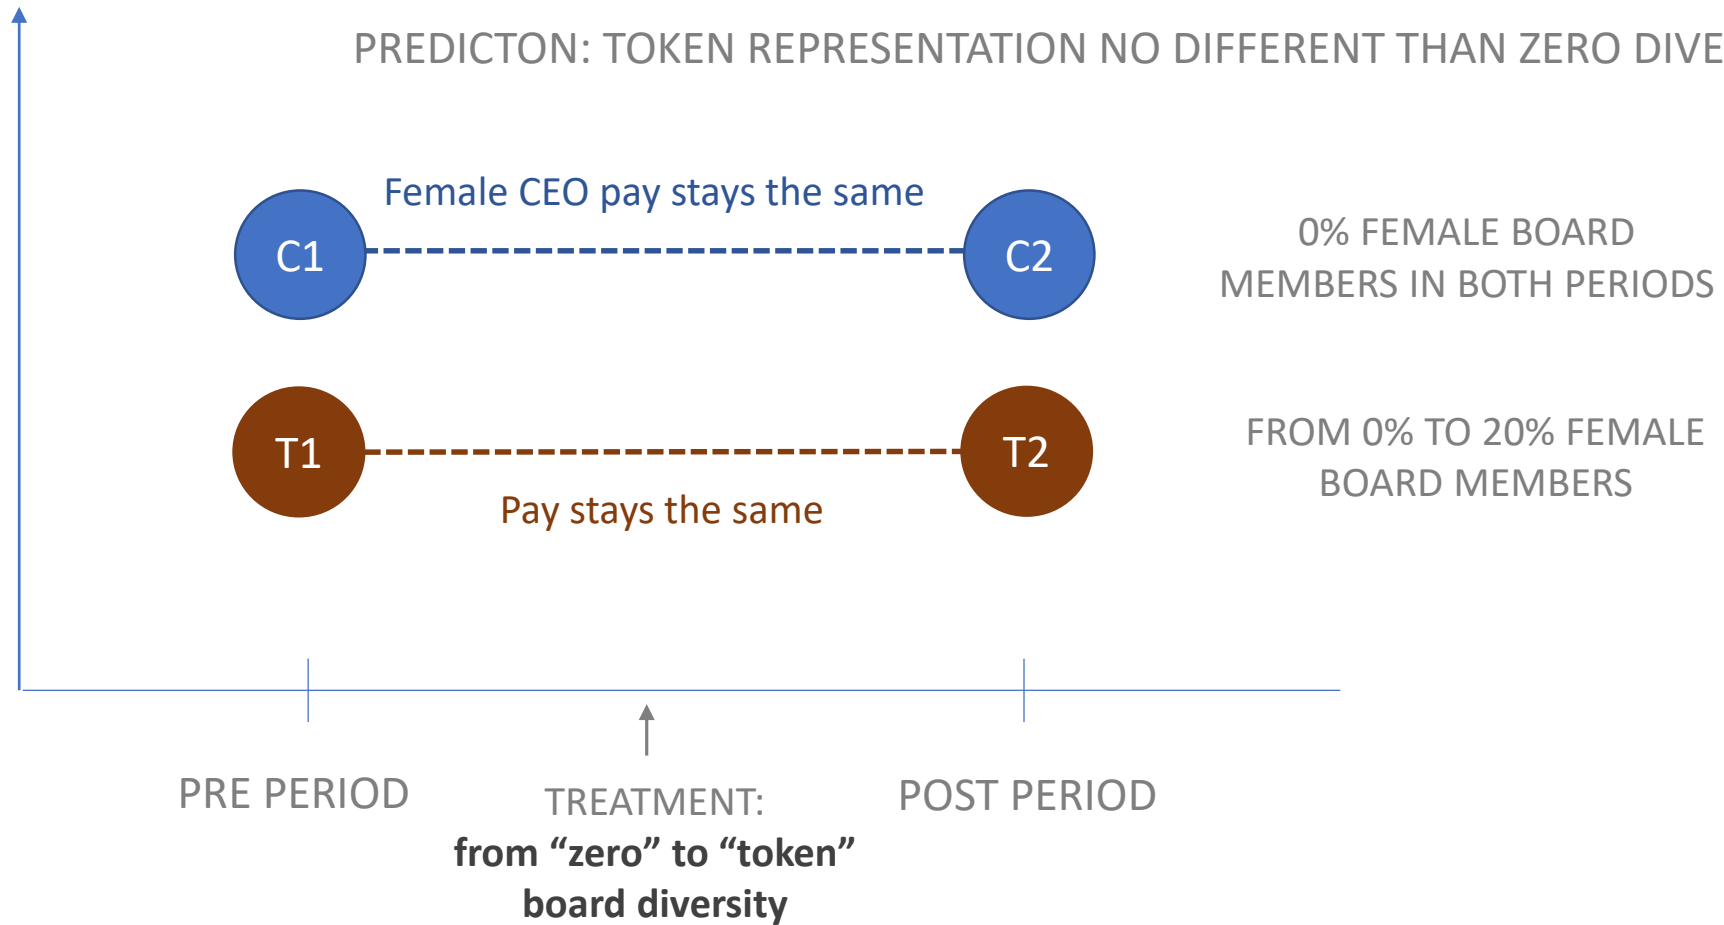 PREDICTON: TOKEN REPRESENTATION NO DIFFERENT THAN ZERO DIVE
Female CEO pay stays the same
C1
C2
0% FEMALE BOARD
MEMBERS IN BOTH PERIODS
T1
T2
FROM 0% TO 20% FEMALE
BOARD MEMBERS
Pay stays the same
PRE PERIOD
TREATMENT:
from “zero” to “token”
board diversity
POST PERIOD